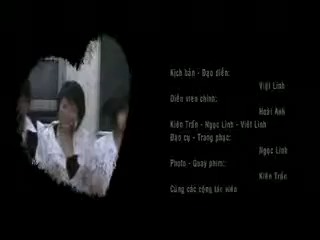 Kịch bản - Đạo diễn:
Việt Linh
Diễn viên chính:
Hoài Anh
Kiên Trần - Ngọc Linh - Việt Linh
Đạo cụ - Trang phục:
Ngọc Linh
Photo - Quay phim:
Kiên Trần
Cùng các cộng tác viên